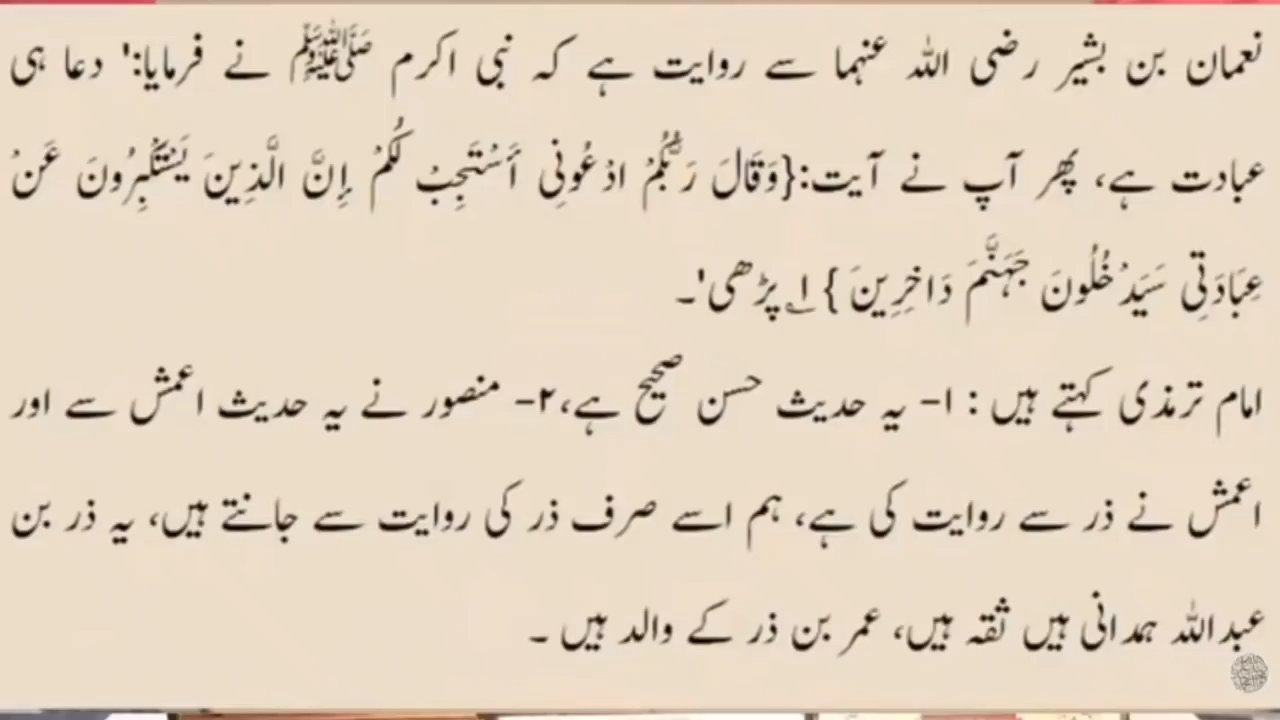 نعمان بن بشیر رضی اللہ عنہما سے روایت ہے کہ نبی اکرم ﷺ نے فرمایا:' دعا ہی
عبادت ہے، پھر آپ نے آیت:{وَقَالَ رَبُّكُمُ ادْعُونِی أَسْتَجِبْ لَكُمْ إِنَّ الَّذِينَ يَسْتَكْبِرُونَ عَنْ
عِبَادَتِی سَيَدْخُلُونَ جَهَنَّمَ دَاخِرِينَ } ۱؎ پڑھی'۔
امام ترمذی کہتے ہیں : ۱- یہ حدیث حسن صحیح ہے،۲- منصور نے یہ حدیث اعمش سے اور
اعمش نے ذر سے روایت کی ہے، ہم اسے صرف ذر کی روایت سے جانتے ہیں، یہ ذر بن
عبداللہ ہمدانی ہیں ثقہ ہیں، عمر بن ذر کے والد ہیں ۔